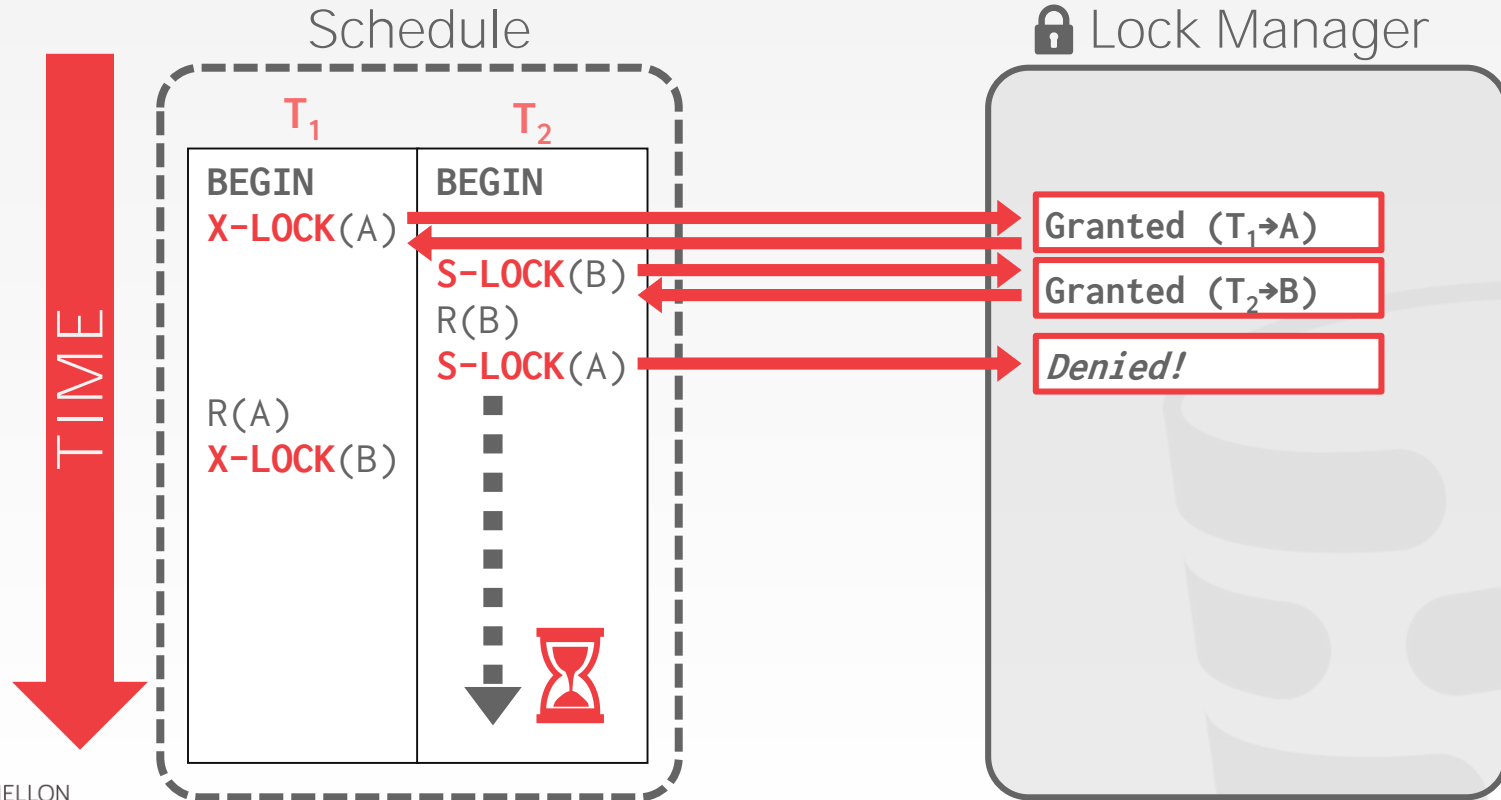 Schedule
Lock Manager
TIME
T₁ T₂
BEGIN BEGIN
X-LOCK(A)
Granted (T₁→A)
S-LOCK(B)
Granted (T₂→B)
R(B)
S-LOCK(A)
Denied!
R(A)
X-LOCK(B)